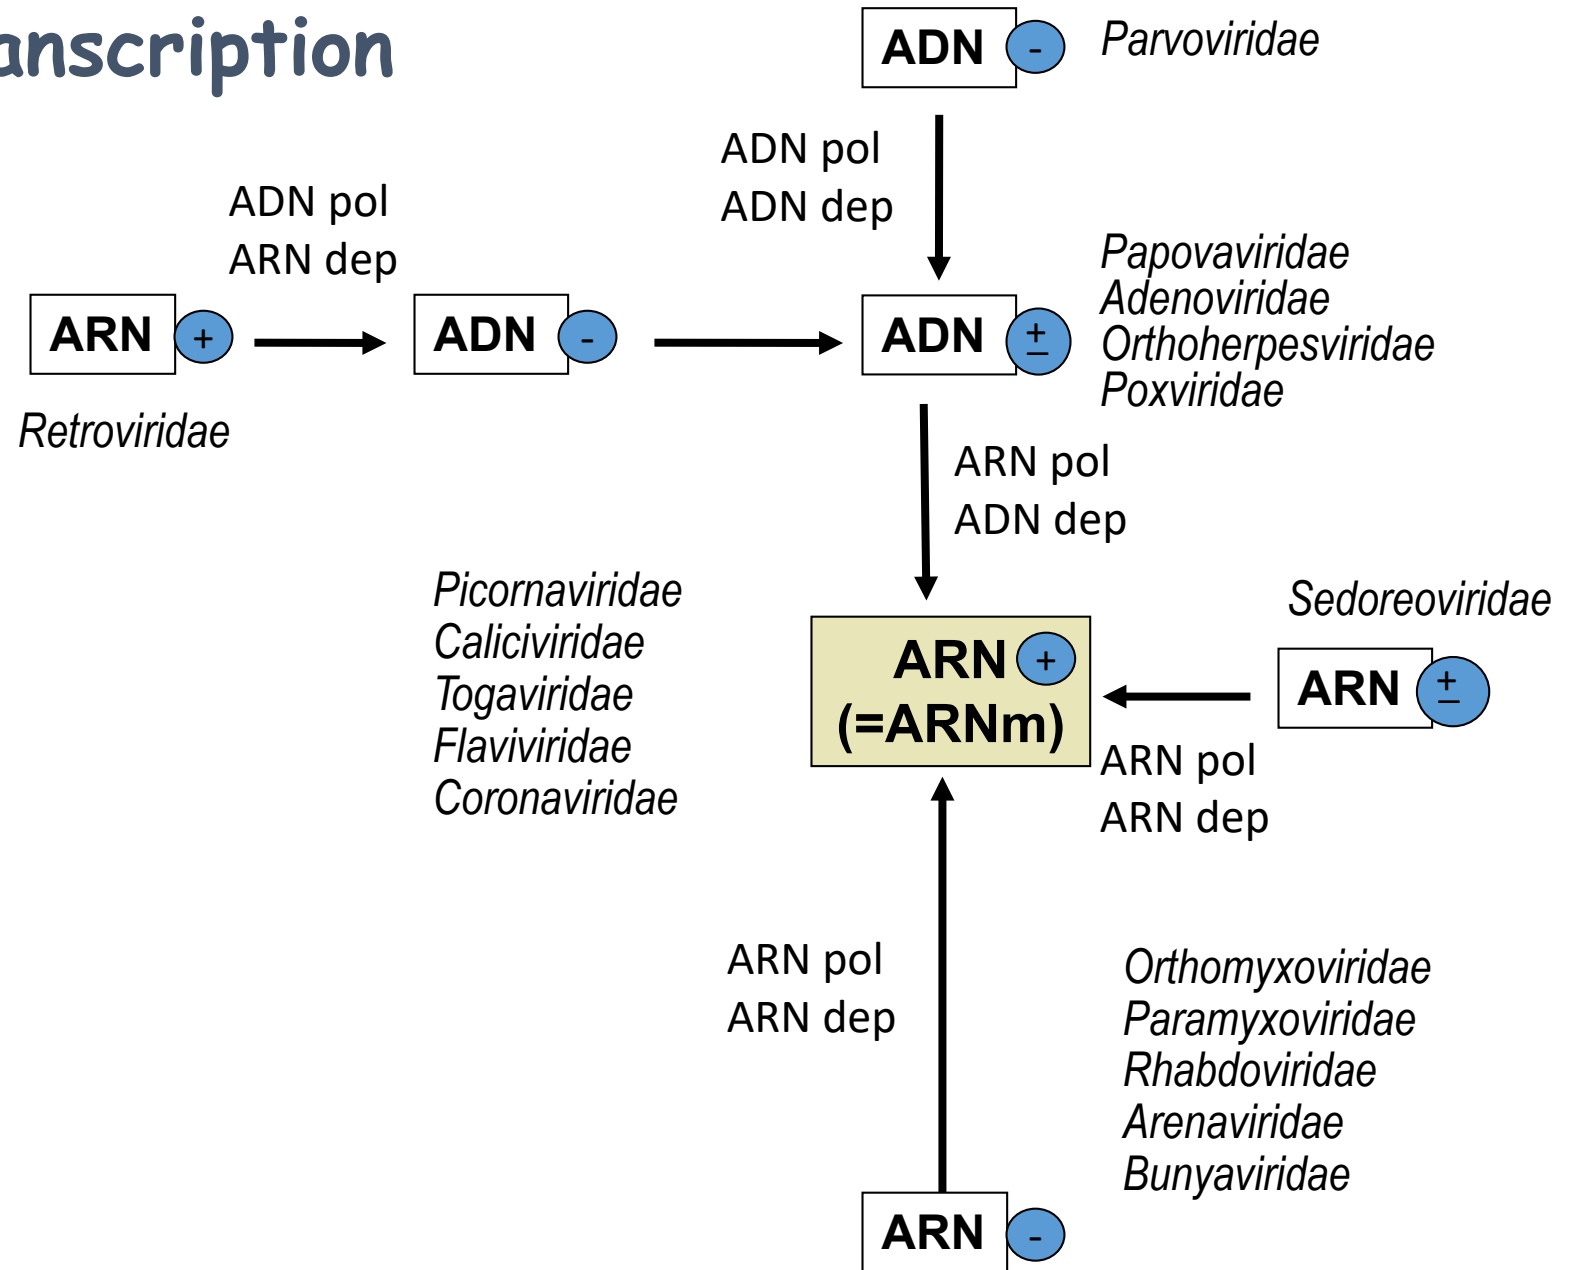 anscription
ADN -
Parvoviridae
ADN pol
ADN dep
ADN pol
ARN dep
ARN +
Retroviridae
ADN -
ADN ±
Papovaviridae
Adenoviridae
Orthoherpesviridae
Poxviridae
ARN pol
ADN dep
Picornaviridae
Caliciviridae
Togaviridae
Flaviviridae
Coronaviridae
ARN +
(=ARNm)
Sedoreoviridae
ARN ±
ARN pol
ARN dep
ARN pol
ARN dep
Orthomyxoviridae
Paramyxoviridae
Rhabdoviridae
Arenaviridae
Bunyaviridae
ARN -